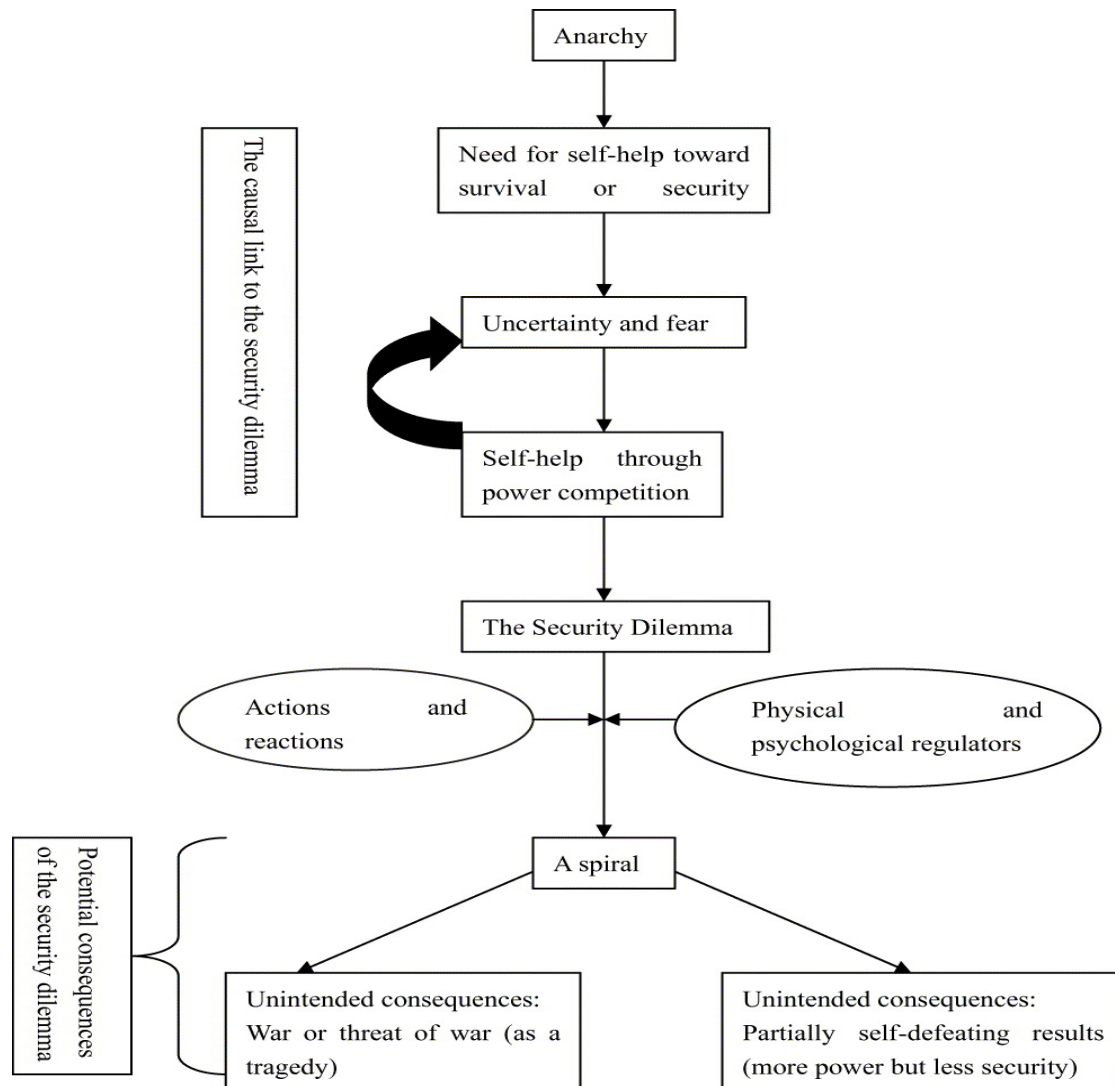 Anarchy
The causal link to the security dilemma
Need for self-help toward
survival or security
Uncertainty and fear
Self-help through
power competition
The Security Dilemma
Actions and
reactions
Physical and
psychological regulators
A spiral
Potential consequences
of the security dilemma
Unintended consequences:
War or threat of war (as a
tragedy)
Unintended consequences:
Partially self-defeating results
(more power but less security)